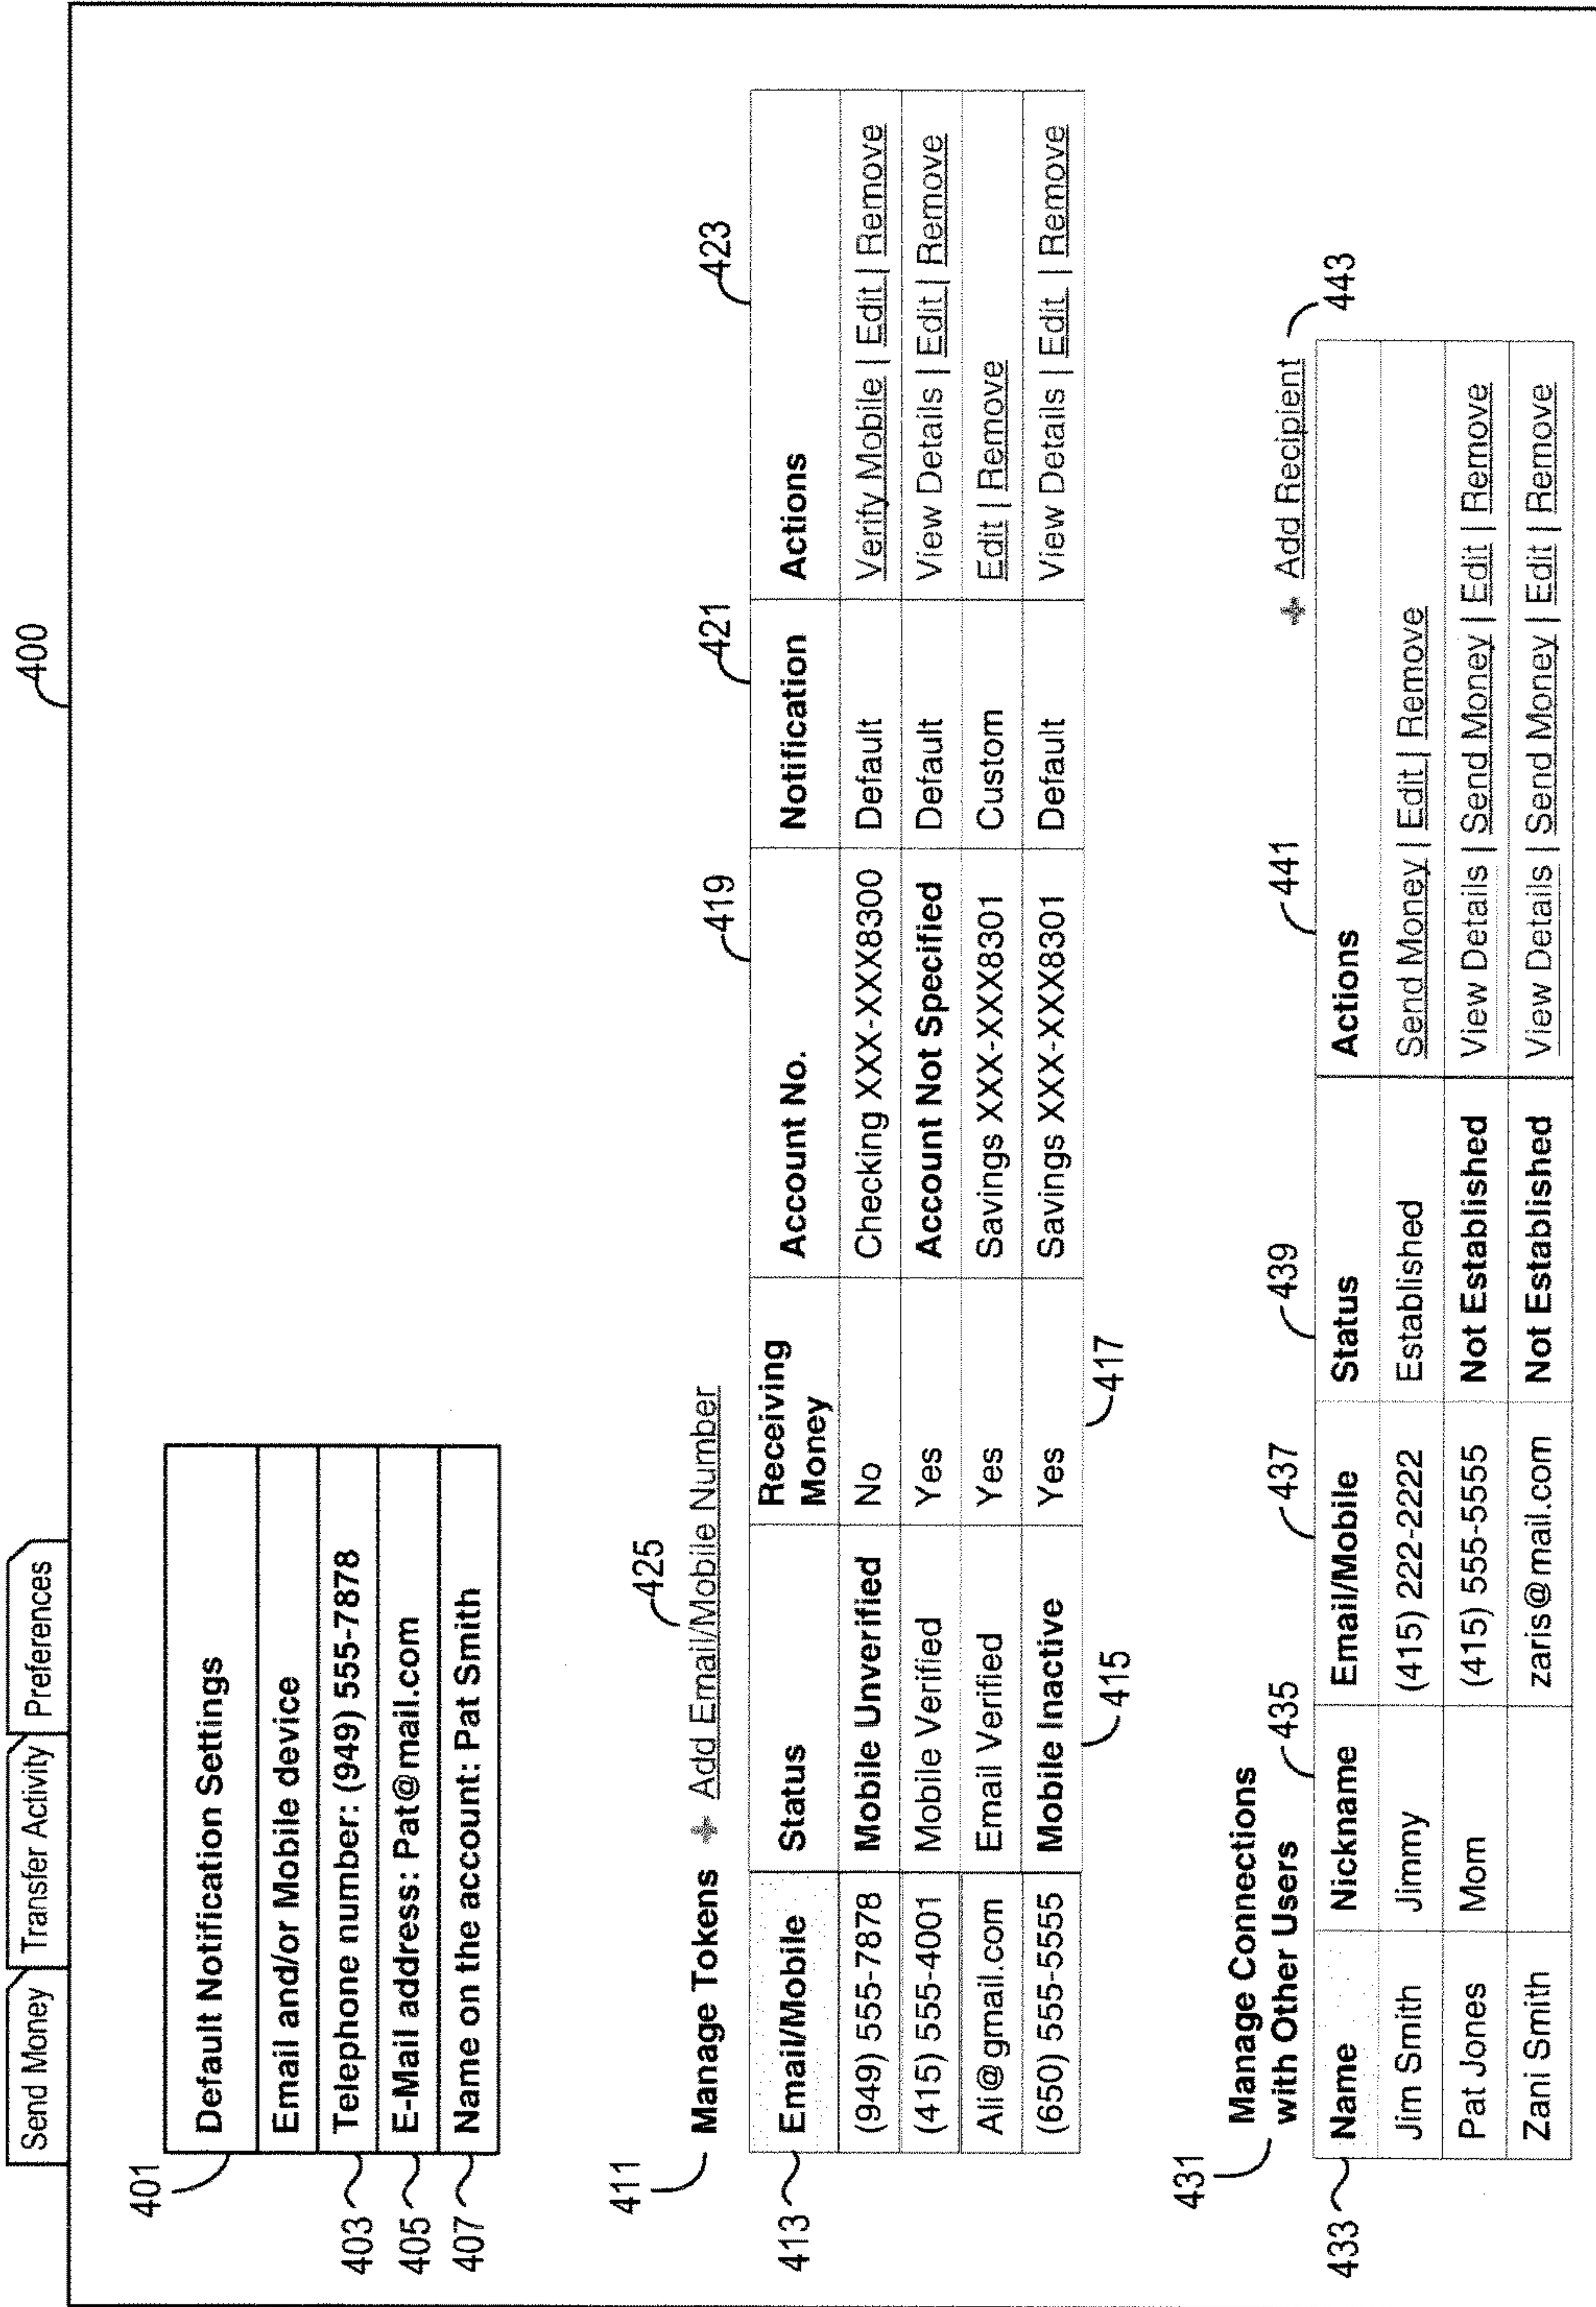 400
Send Money Transfer Activity Preferences
401 Default Notification Settings
Email and/or Mobile device
403 Telephone number: (949) 555-7878
405 E-Mail address: Pat@mail.com
407 Name on the account: Pat Smith
411 Manage Tokens + Add Email/Mobile Number 425
419 421 423
413 Email/Mobile Status Receiving Money Account No. Notification Actions
(949) 555-7878 Mobile Unverified No Checking XXX-XXX8300 Default Verify Mobile | Edit | Remove
(415) 555-4001 Mobile Verified Yes Account Not Specified Default View Details | Edit | Remove
Ali@gmail.com Email Verified Yes Savings XXX-XXX8301 Custom Edit | Remove
(650) 555-5555 Mobile Inactive Yes Savings XXX-XXX8301 Default View Details | Edit | Remove
415 417
431 Manage Connections
with Other Users 435 437 439 441 + Add Recipient 443
433 Name Nickname Email/Mobile Status Actions
Jim Smith Jimmy (415) 222-2222 Established Send Money | Edit | Remove
Pat Jones Mom (415) 555-5555 Not Established View Details | Send Money | Edit | Remove
Zani Smith zaris@mail.com Not Established View Details | Send Money | Edit | Remove